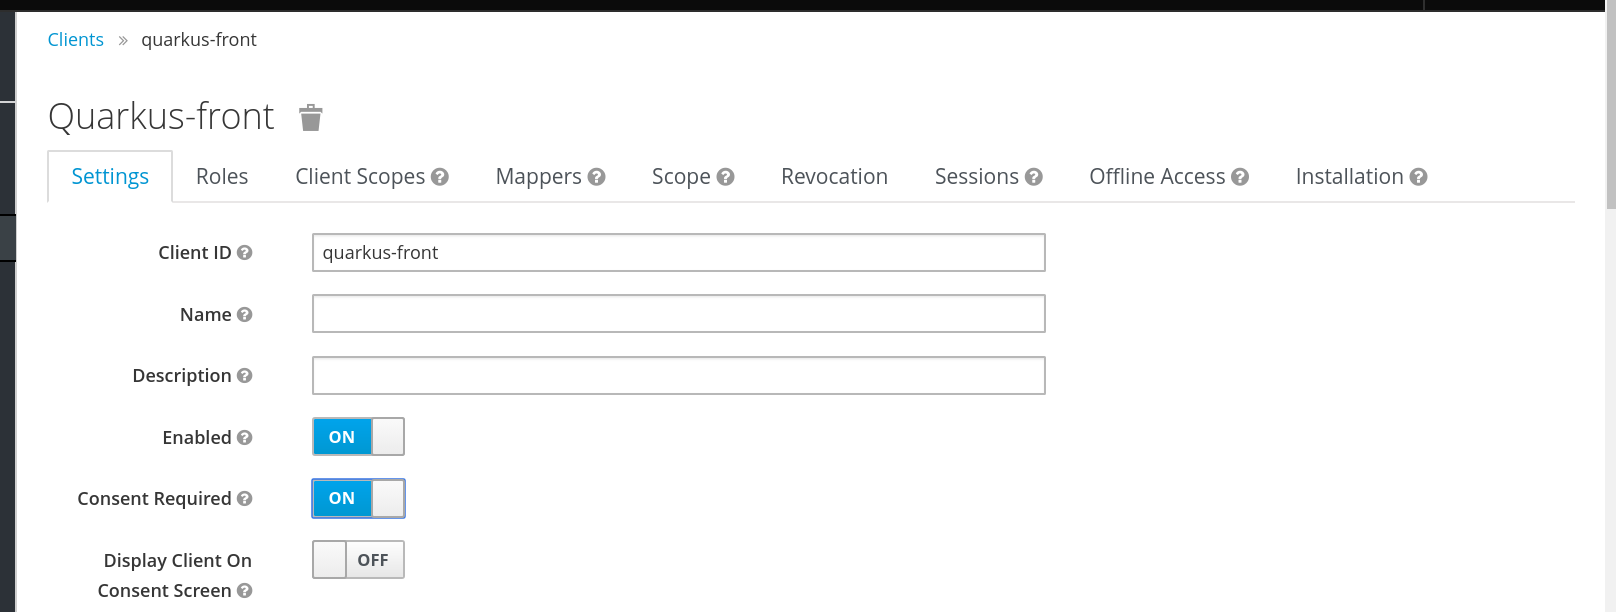 Clients » quarkus-front
Quarkus-front
Settings Roles Client Scopes Mappers Scope Revocation Sessions Offline Access Installation
Client ID quarkus-front
Name
Description
Enabled ON
Consent Required ON
Display Client On OFF
Consent Screen